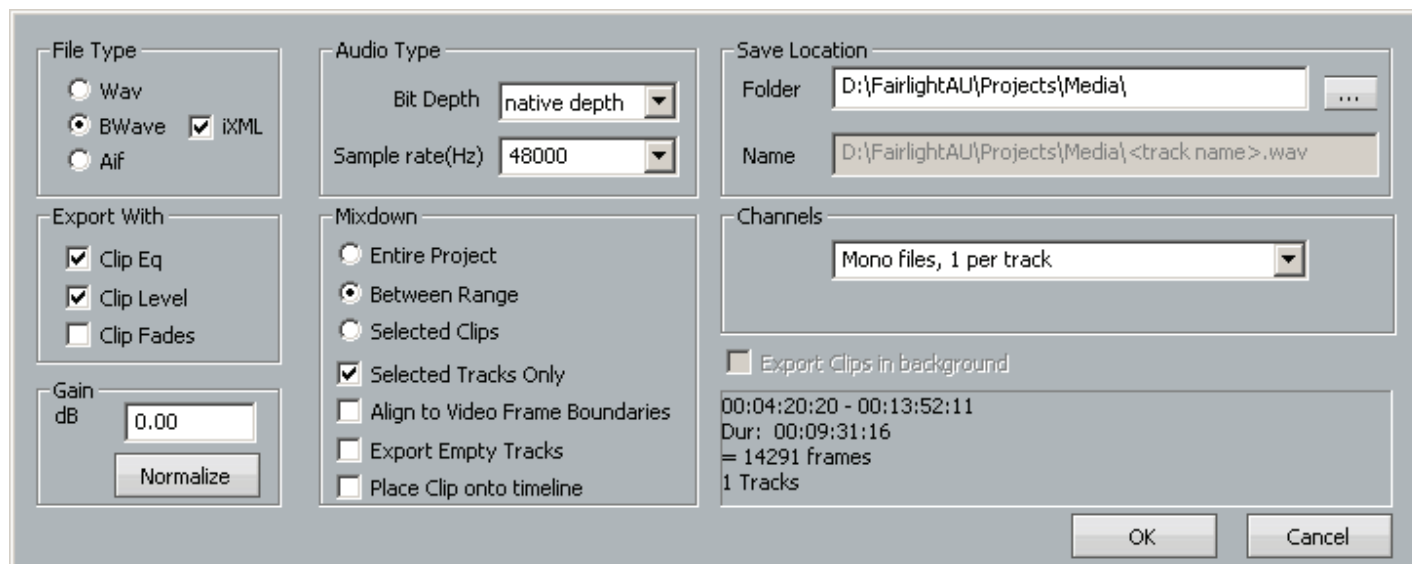 File Type
Wav
BWave iXML
Aif
Audio Type
Bit Depth native depth
Sample rate(Hz) 48000
Save Location
Folder D:\FairlightAU\Projects\Media\ ...
Name D:\FairlightAU\Projects\Media\<track name>.wav
Export With
Clip Eq
Clip Level
Clip Fades
Mixdown
Entire Project
Between Range
Selected Clips
Selected Tracks Only
Align to Video Frame Boundaries
Export Empty Tracks
Place Clip onto timeline
Channels
Mono files, 1 per track
Export Clips in background
Gain
dB 0.00
Normalize
00:04:20:20 - 00:13:52:11
Dur: 00:09:31:16
= 14291 frames
1 Tracks
OK Cancel